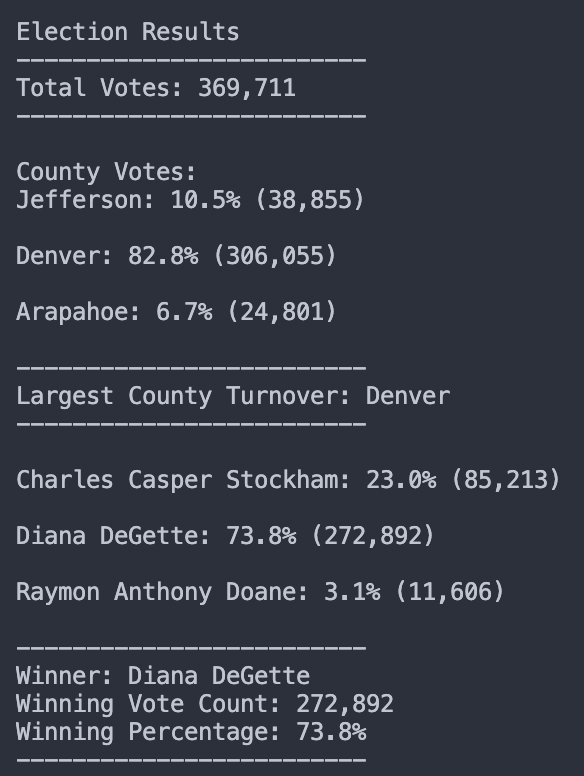 Election Results
-------------------------
Total Votes: 369,711
-------------------------
County Votes:
Jefferson: 10.5% (38,855)
Denver: 82.8% (306,055)
Arapahoe: 6.7% (24,801)
-------------------------
Largest County Turnover: Denver
-------------------------
Charles Casper Stockham: 23.0% (85,213)
Diana DeGette: 73.8% (272,892)
Raymon Anthony Doane: 3.1% (11,606)
-------------------------
Winner: Diana DeGette
Winning Vote Count: 272,892
Winning Percentage: 73.8%
-------------------------